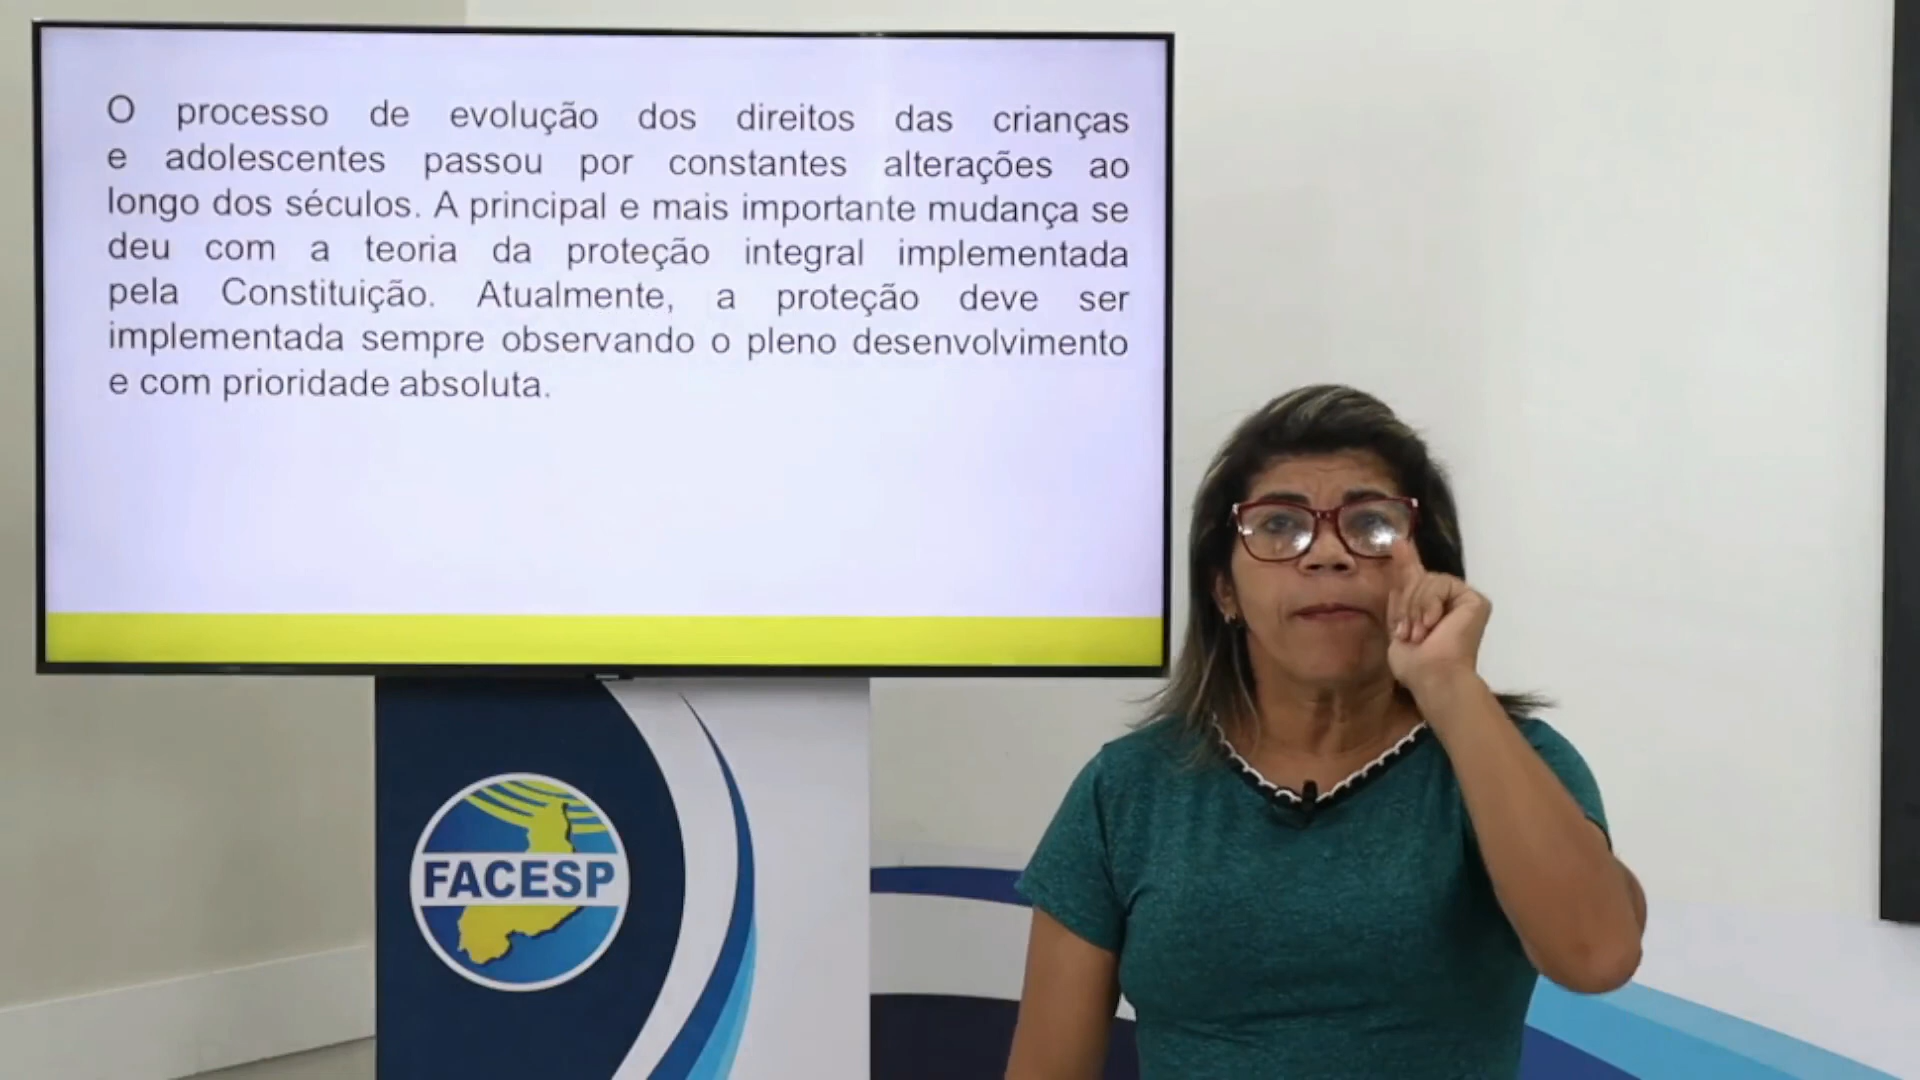 O processo de evolução dos direitos das crianças
e adolescentes passou por constantes alterações ao
longo dos séculos. A principal e mais importante mudança se
deu com a teoria da proteção integral implementada
pela Constituição. Atualmente, a proteção deve ser
implementada sempre observando o pleno desenvolvimento
e com prioridade absoluta.
FACESP